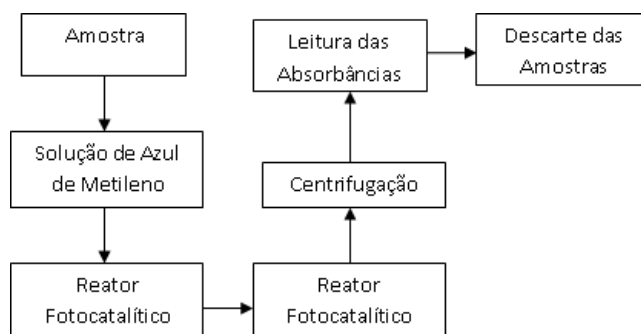 Amostra
Solução de Azul
de Metileno
Reator
Fotocatalítico
Reator
Fotocatalítico
Centrifugação
Leitura das
Absorbâncias
Descarte das
Amostras